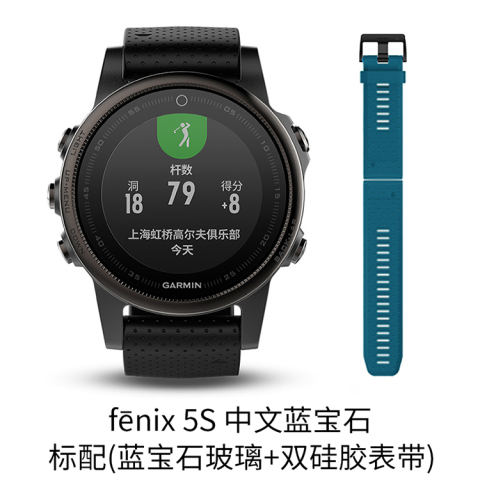 杆数
洞 79 得分
18 +8
上海虹桥高尔夫俱乐部
今天
GARMIN
fēnix 5S 中文蓝宝石
标配(蓝宝石玻璃+双硅胶表带)